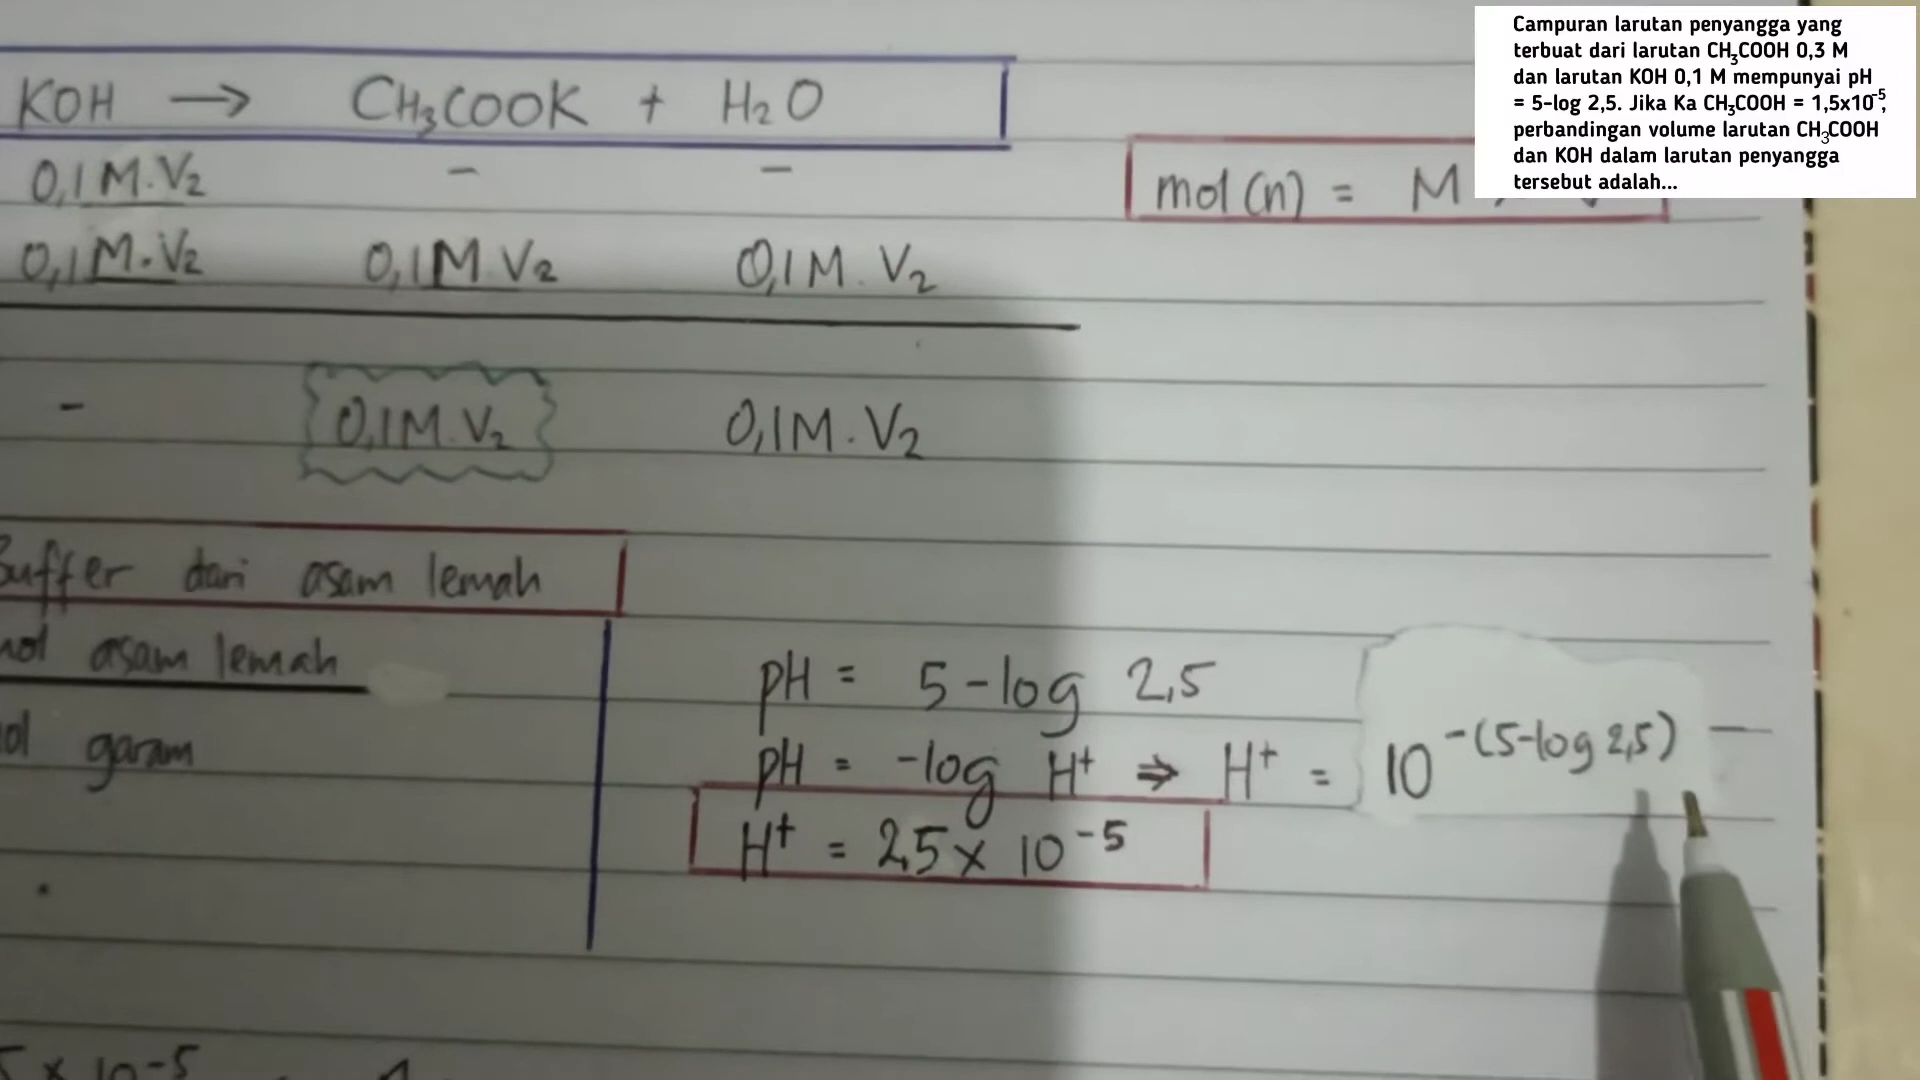 Campuran larutan penyangga yang
terbuat dari larutan CH₃COOH 0,3 M
dan larutan KOH 0,1 M mempunyai pH
= 5-log 2,5. Jika Ka CH₃COOH = 1,5x10⁻⁵,
perbandingan volume larutan CH₃COOH
dan KOH dalam larutan penyangga
tersebut adalah...
KOH → CH₃COOK + H₂O
0,1 M.V₂ - -
mol (n) = M
0,1 M.V₂ 0,1 M V₂ 0,1 M. V₂
- 0,1 M. V₂ 0,1 M. V₂
Buffer dari asam lemah
asam lemah
garam
pH = 5-log 2,5
pH = -log H⁺ ⇒ H⁺ = 10⁻⁽⁵⁻ˡᵒᵍ ²,⁵⁾
H⁺ = 2,5 x 10⁻⁵
x 10⁻⁵